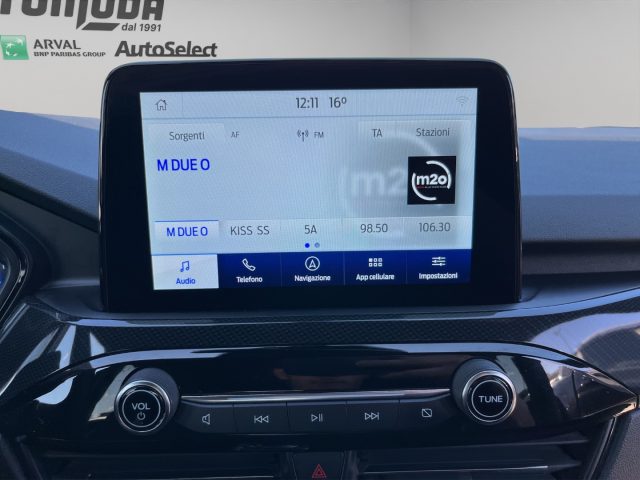 dal 1991
ARVAL
BNP PARIBAS GROUP
AutoSelect
12:11 16°
Sorgenti AF FM TA Stazioni
M DUE O
m2o
m2o
M DUE O KISS SS 5A 98.50 106.30
Audio Telefono Navigazione App cellulare Impostazioni
VOL
TUNE